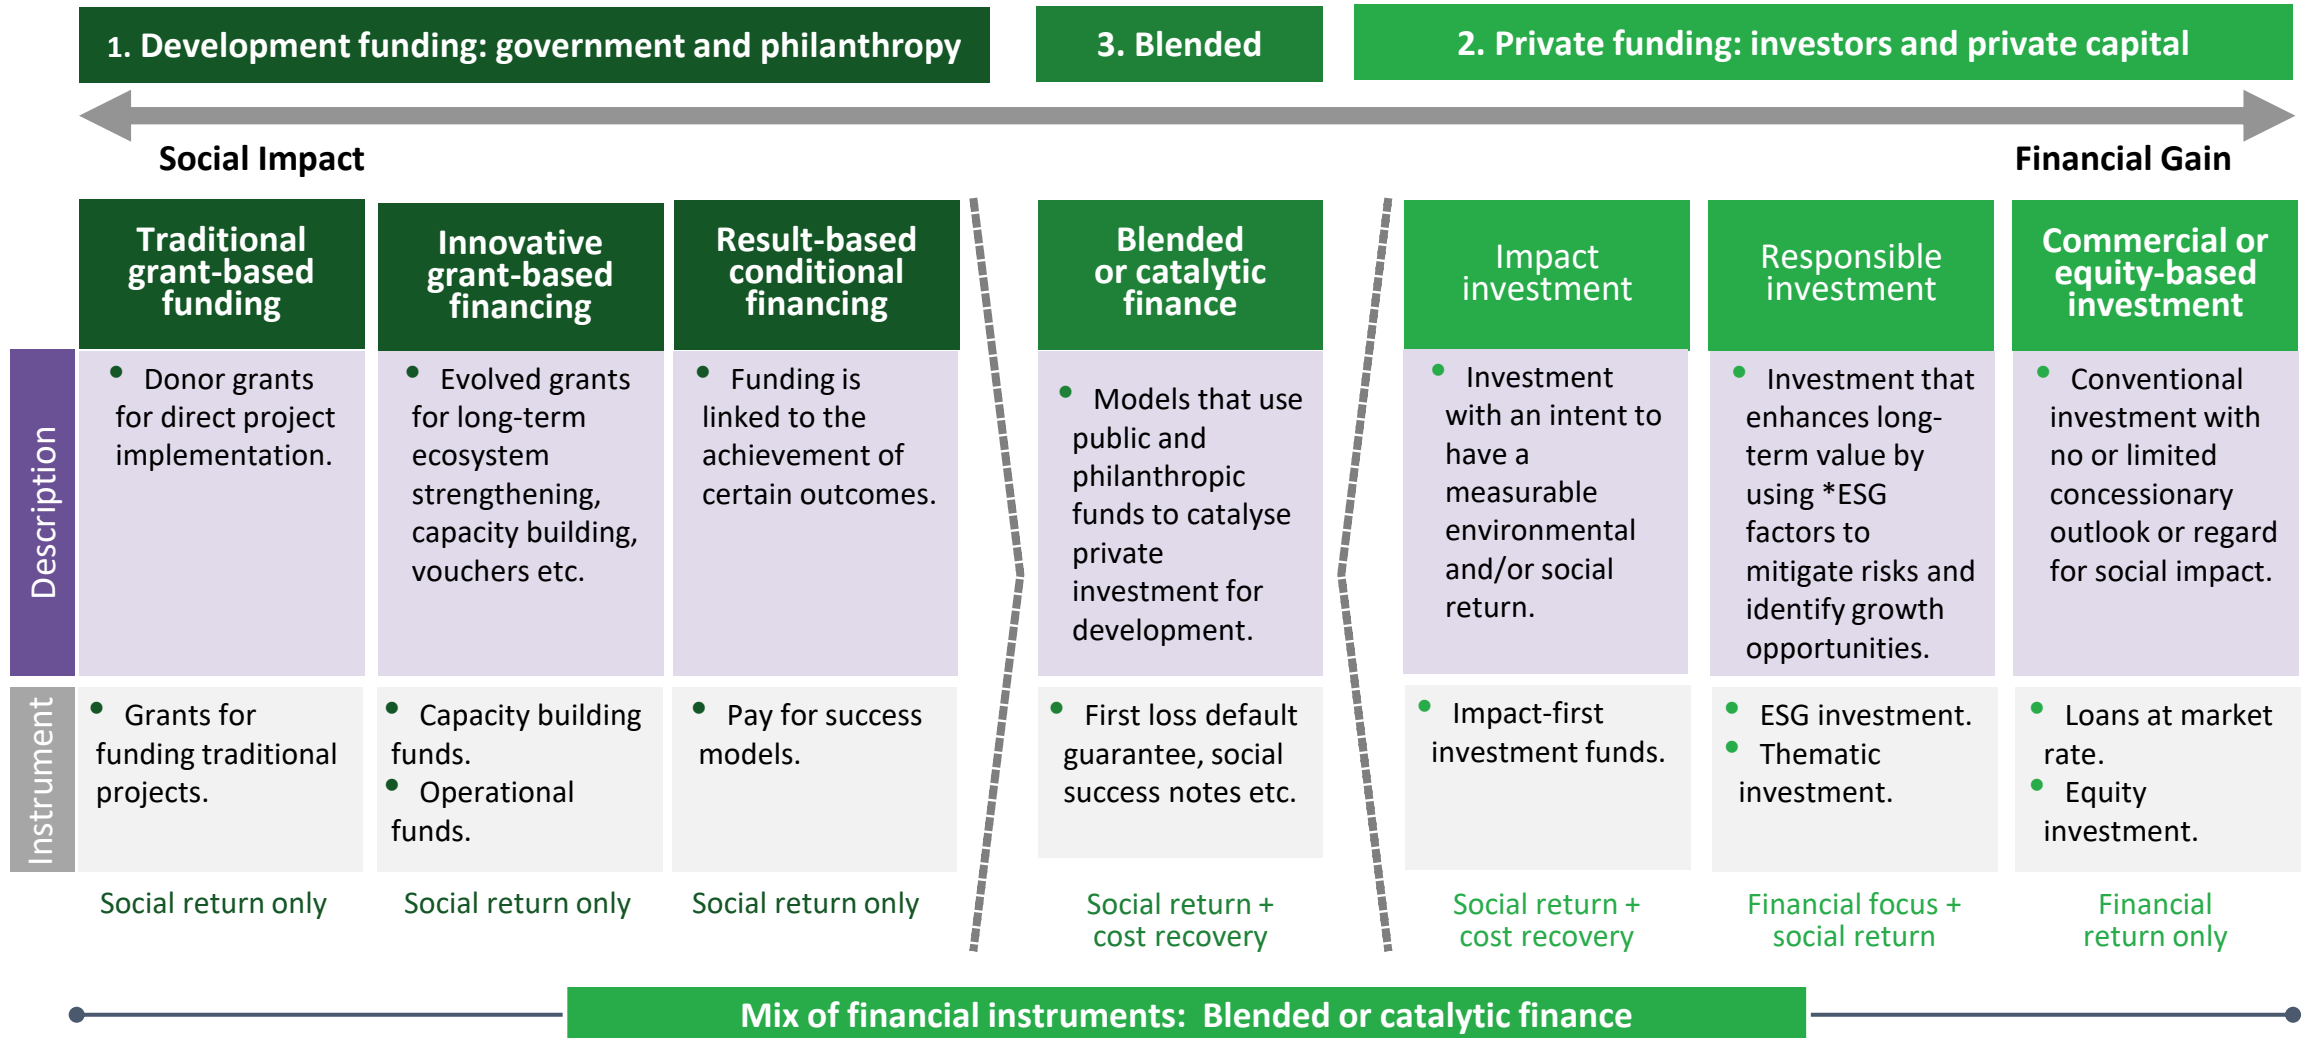 1. Development funding: government and philanthropy
3. Blended
2. Private funding: investors and private capital
Social Impact
Financial Gain
Traditional
grant-based
funding
Innovative
grant-based
financing
Result-based
conditional
financing
Blended
or catalytic
finance
Impact
investment
Responsible
investment
Commercial or
equity-based
investment
Description
• Donor grants
for direct project
implementation.
• Evolved grants
for long-term
ecosystem
strengthening,
capacity building,
vouchers etc.
• Funding is
linked to the
achievement of
certain outcomes.
• Models that use
public and
philanthropic
funds to catalyse
private
investment for
development.
• Investment
with an intent to
have a
measurable
environmental
and/or social
return.
• Investment that
enhances long-
term value by
using *ESG
factors to
mitigate risks and
identify growth
opportunities.
• Conventional
investment with
no or limited
concessionary
outlook or regard
for social impact.
Instrument
• Grants for
funding traditional
projects.
• Capacity building
funds.
• Operational
funds.
• Pay for success
models.
• First loss default
guarantee, social
success notes etc.
• Impact-first
investment funds.
• ESG investment.
• Thematic
investment.
• Loans at market
rate.
• Equity
investment.
Social return only
Social return only
Social return only
Social return +
cost recovery
Social return +
cost recovery
Financial focus +
social return
Financial
return only
Mix of financial instruments: Blended or catalytic finance